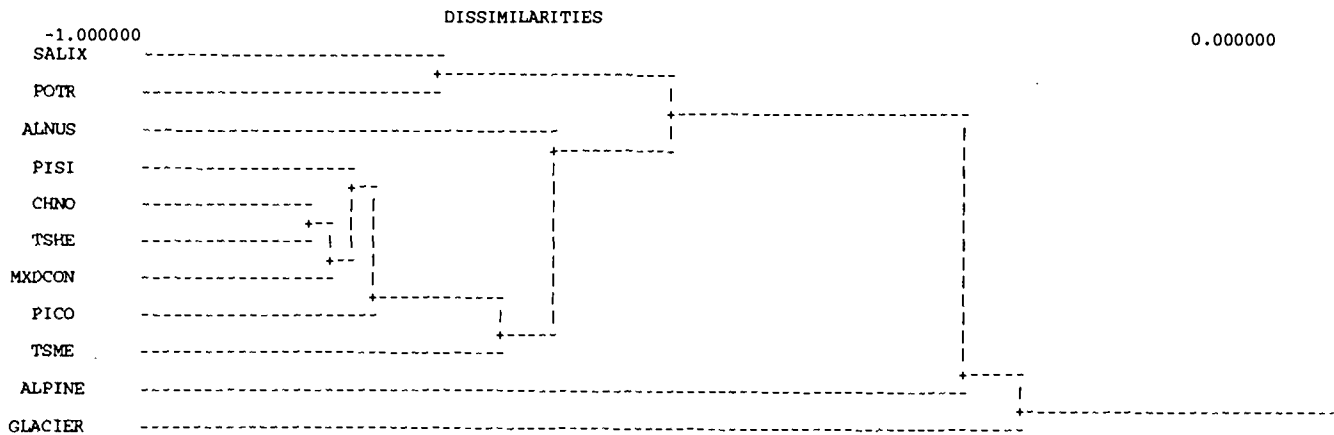 DISSIMILARITIES
-1.000000
0.000000
SALIX
POTR
ALNUS
PISI
CHNO
TSHE
MXDCON
PICO
TSME
ALPINE
GLACIER